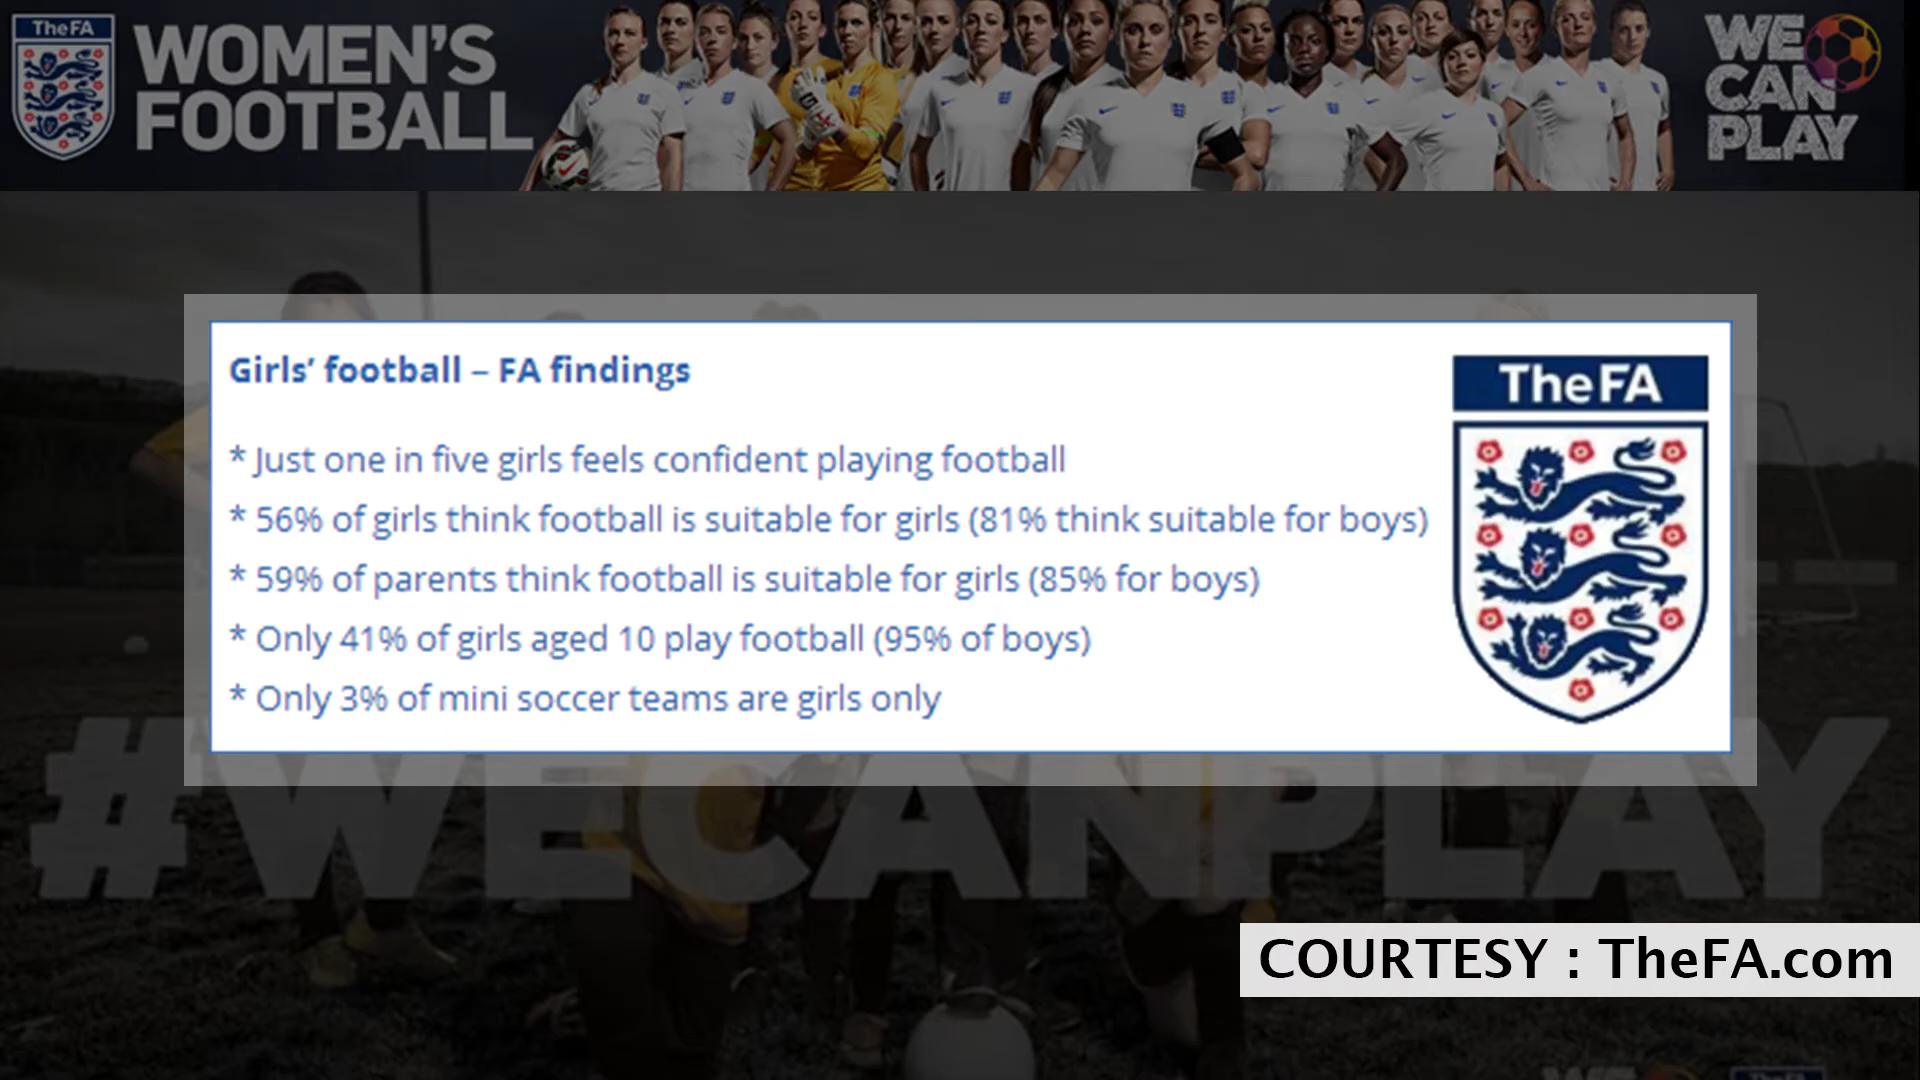 TheFA
WOMEN'S
FOOTBALL
WE
CAN
PLAY
Girls' football – FA findings
* Just one in five girls feels confident playing football
* 56% of girls think football is suitable for girls (81% think suitable for boys)
* 59% of parents think football is suitable for girls (85% for boys)
* Only 41% of girls aged 10 play football (95% of boys)
* Only 3% of mini soccer teams are girls only
TheFA
#WECANPLAY
COURTESY : TheFA.com
WE
TheFA